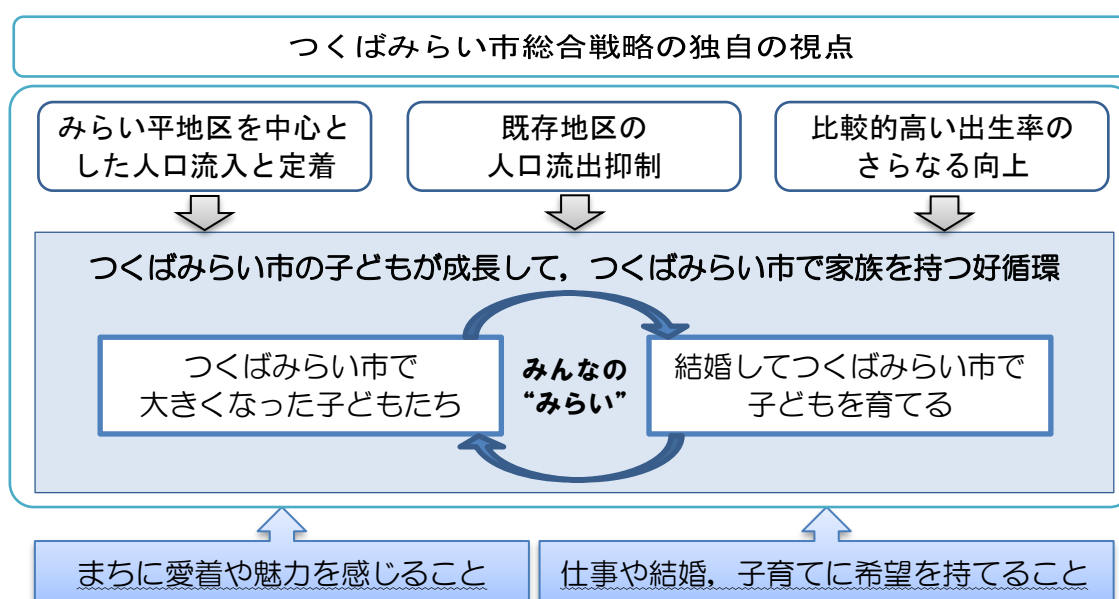 つくばみらい市総合戦略の独自の視点
みらい平地区を中心と
した人口流入と定着
既存地区の
人口流出抑制
比較的高い出生率の
さらなる向上
つくばみらい市の子どもが成長して，つくばみらい市で家族を持つ好循環
つくばみらい市で
大きくなった子どもたち
みんなの
“みらい”
結婚してつくばみらい市で
子どもを育てる
まちに愛着や魅力を感じること
仕事や結婚，子育てに希望を持てること